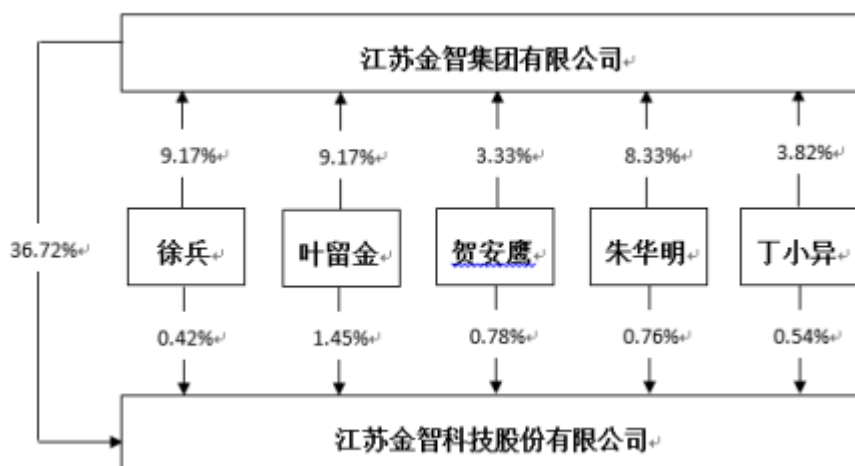 江苏金智集团有限公司
9.17% 9.17% 3.33% 8.33% 3.82%
36.72%
徐兵 叶留金 贺安鹰 朱华明 丁小异
0.42% 1.45% 0.78% 0.76% 0.54%
江苏金智科技股份有限公司